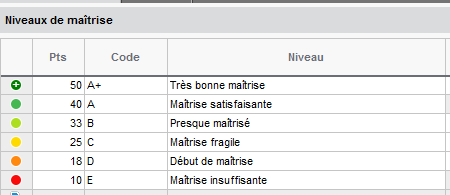 Niveaux de maîtrise
Pts Code Niveau
50 A+ Très bonne maîtrise
40 A Maîtrise satisfaisante
33 B Presque maîtrisé
25 C Maîtrise fragile
18 D Début de maîtrise
10 E Maîtrise insuffisante